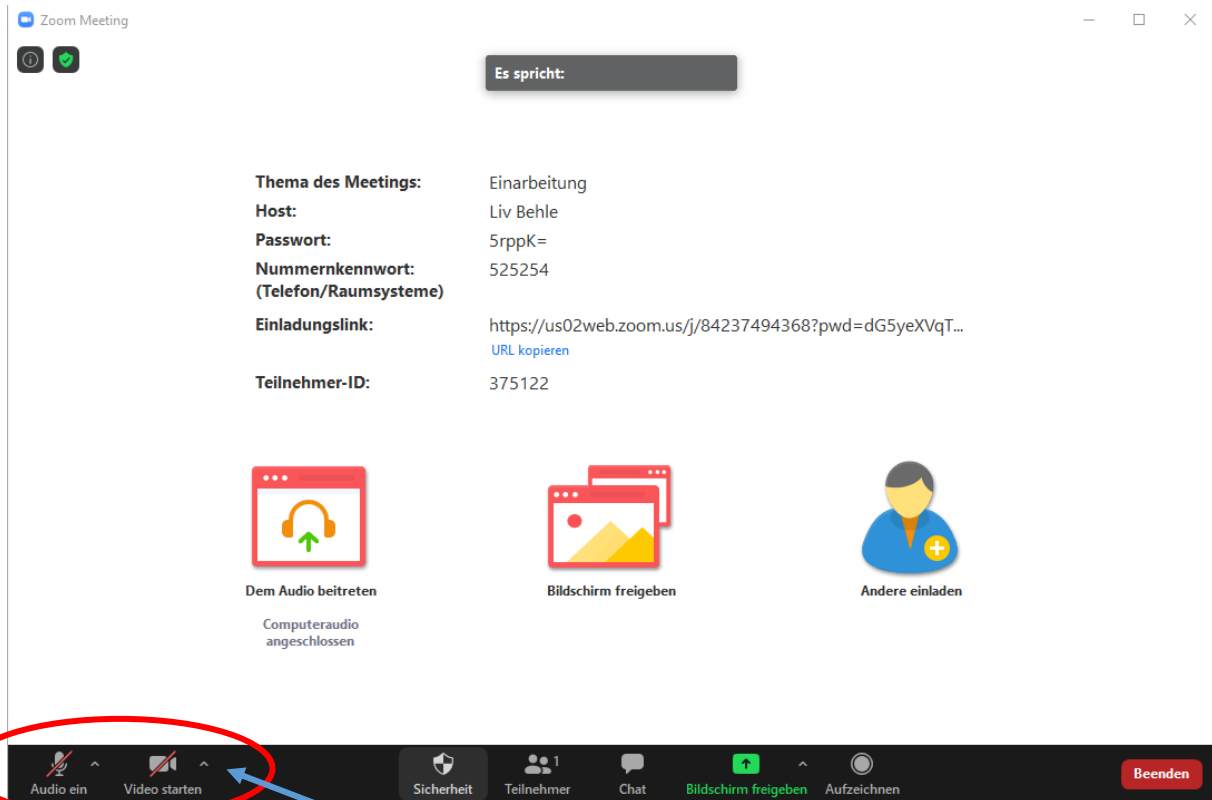 Zoom Meeting
Es spricht:
Thema des Meetings: Einarbeitung
Host: Liv Behle
Passwort: 5rppK=
Nummernkennwort: 525254
(Telefon/Raumsysteme)
Einladungslink: https://us02web.zoom.us/j/84237494368?pwd=dG5yeXVqT...
URL kopieren
Teilnehmer-ID: 375122
Dem Audio beitreten Bildschirm freigeben Andere einladen
Computeraudio
angeschlossen
1
Audio ein Video starten Sicherheit Teilnehmer Chat Bildschirm freigeben Aufzeichnen Beenden